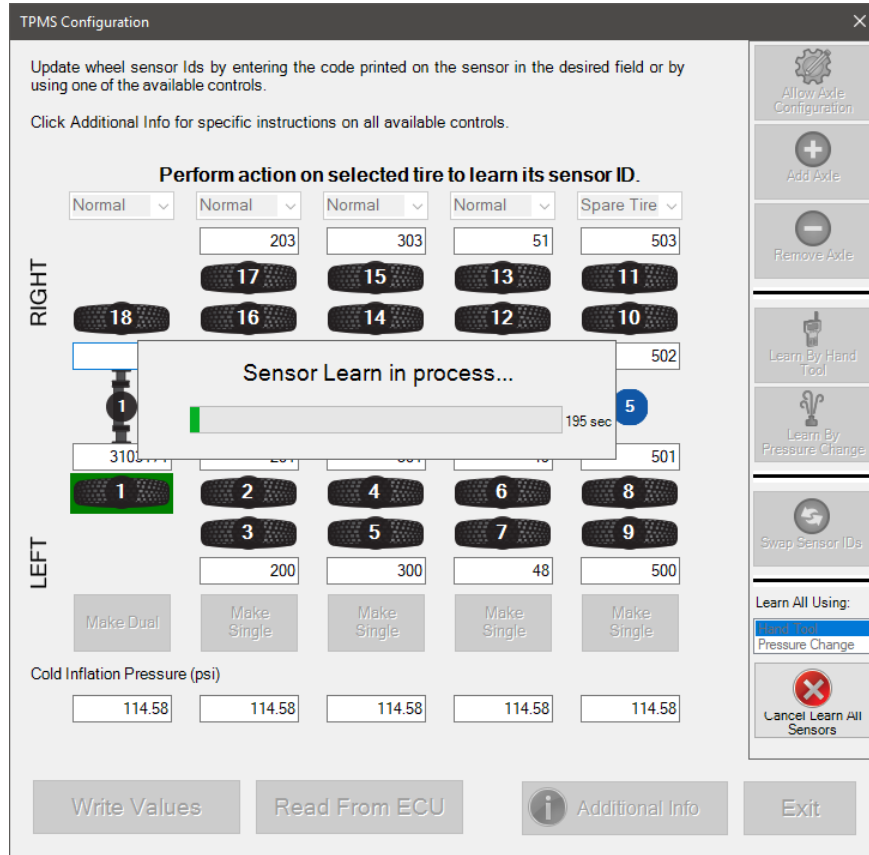 TPMS Configuration
Update wheel sensor Ids by entering the code printed on the sensor in the desired field or by
using one of the available controls.
Click Additional Info for specific instructions on all available controls.
Perform action on selected tire to learn its sensor ID.
Normal Normal Normal Normal Spare Tire
203 303 51 503
RIGHT
17 15 13 11
18 16 14 12 10
502
Sensor Learn in process...
195 sec
1 5
501
1 2 4 6 8
3 5 7 9
LEFT
200 300 48 500
Make Dual
Make
Single
Make
Single
Make
Single
Make
Single
Cold Inflation Pressure (psi)
114.58 114.58 114.58 114.58 114.58
Write Values Read From ECU Additional Info Exit
Allow Axle
Configuration
Add Axle
Remove Axle
Learn By Hand
Tool
Learn By
Pressure Change
Swap Sensor IDs
Learn All Using:
Hand Tool
Pressure Change
Cancel Learn All
Sensors